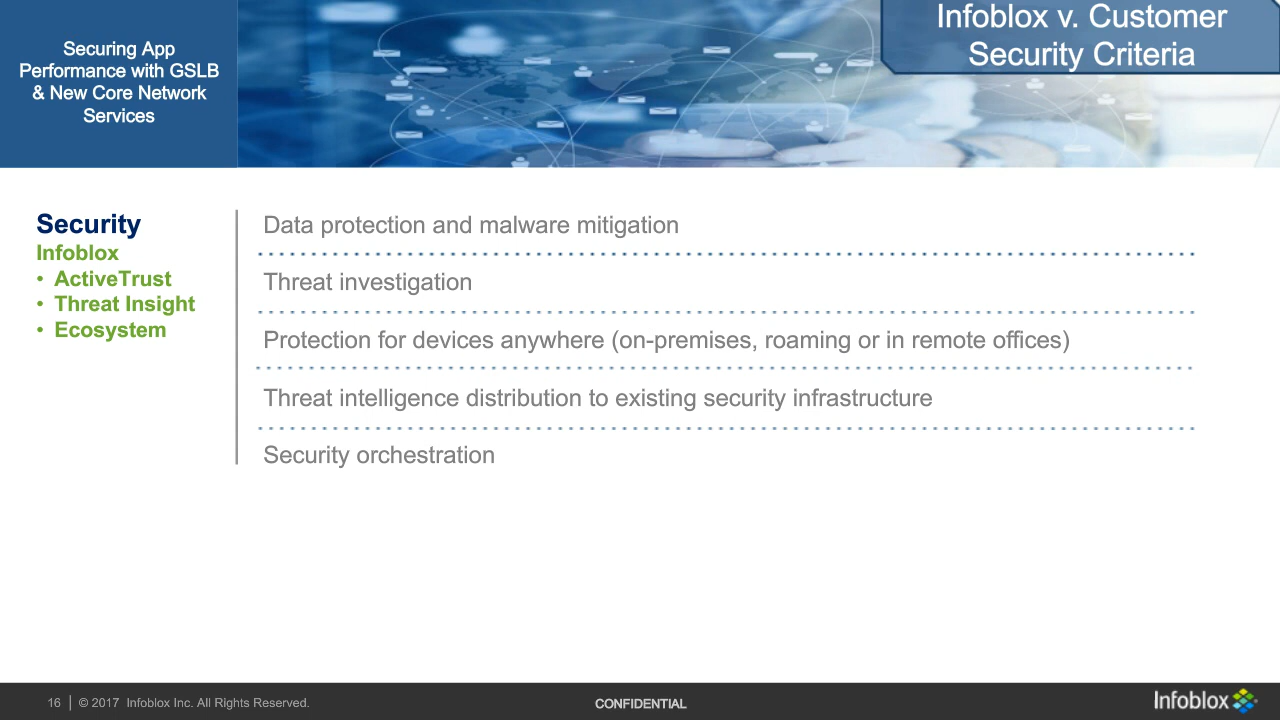 Securing App
Performance with GSLB
& New Core Network
Services
Infoblox v. Customer
Security Criteria
Security
Infoblox
• ActiveTrust
• Threat Insight
• Ecosystem
Data protection and malware mitigation
Threat investigation
Protection for devices anywhere (on-premises, roaming or in remote offices)
Threat intelligence distribution to existing security infrastructure
Security orchestration
16 | © 2017 Infoblox Inc. All Rights Reserved.
CONFIDENTIAL
Infoblox